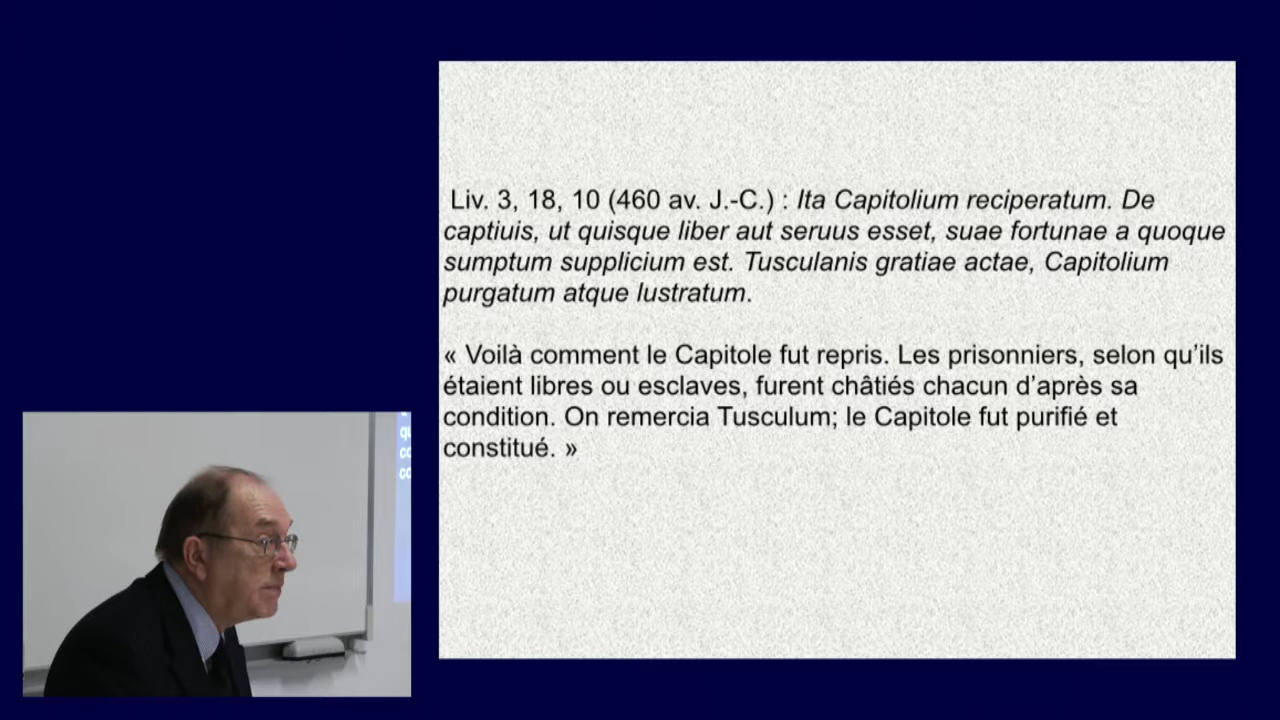 Liv. 3, 18, 10 (460 av. J.-C.) : Ita Capitolium reciperatum. De
captiuis, ut quisque liber aut seruus esset, suae fortunae a quoque
sumptum supplicium est. Tusculanis gratiae actae, Capitolium
purgatum atque lustratum.
« Voilà comment le Capitole fut repris. Les prisonniers, selon qu’ils
étaient libres ou esclaves, furent châtiés chacun d’après sa
condition. On remercia Tusculum; le Capitole fut purifié et
constitué. »